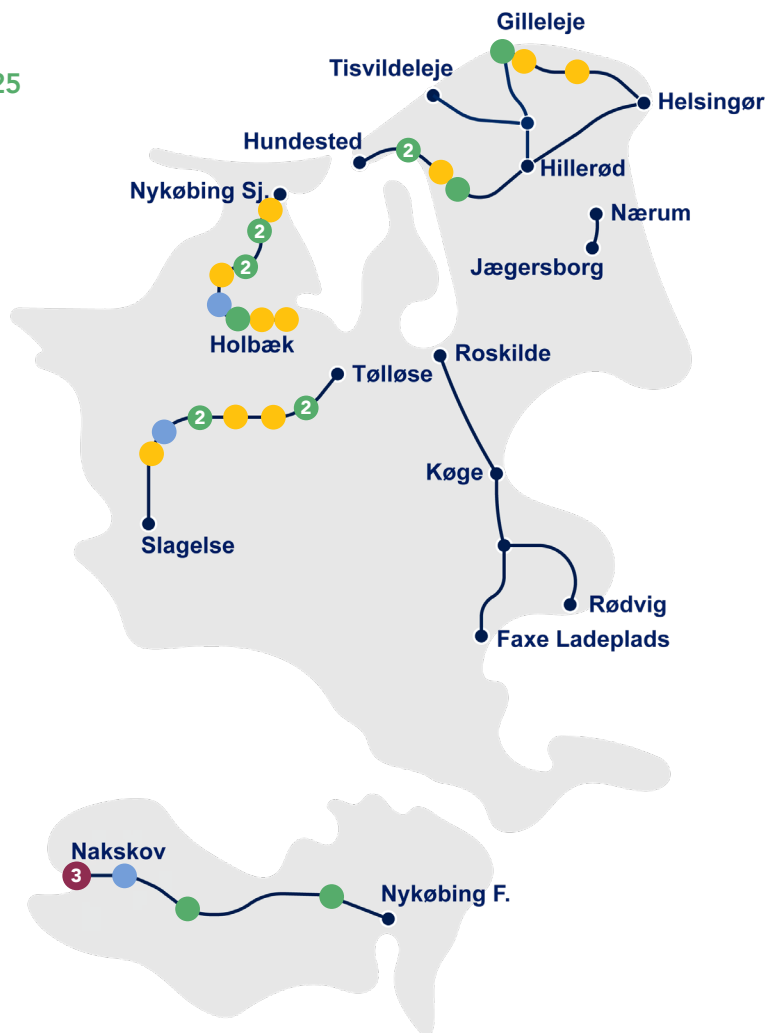 Gilleleje
25
Tisvildeleje
Helsingør
Hundested
2
Hillerød
Nykøbing Sj.
Nærum
2
2
Jægersborg
Holbæk
Roskilde
Tølløse
2
2
Køge
Slagelse
Rødvig
Faxe Ladeplads
Nakskov
3
Nykøbing F.